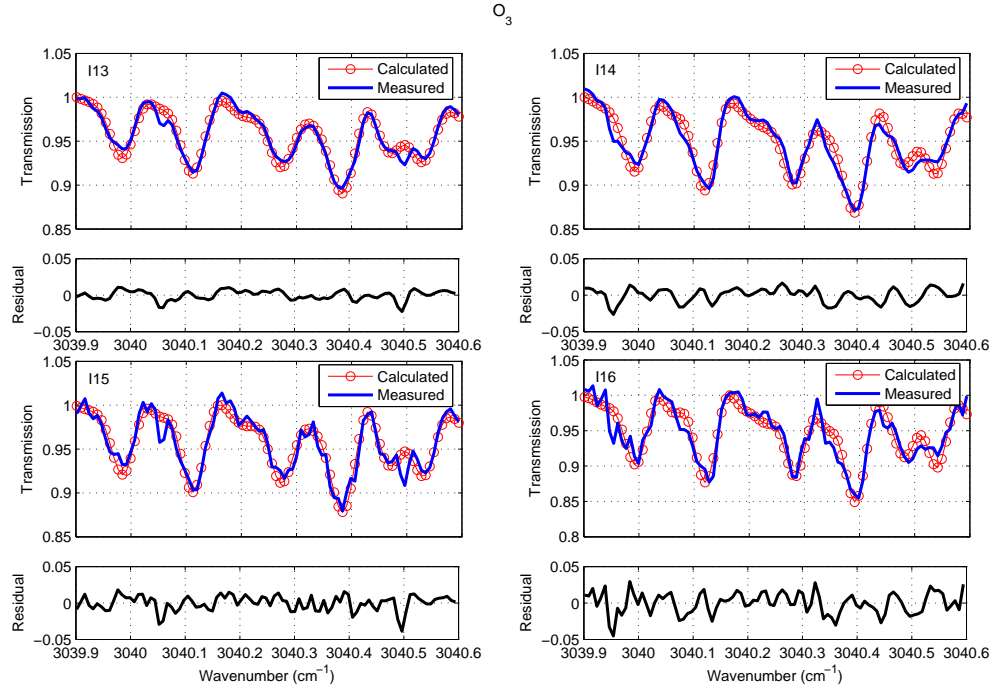 O3
I13
Calculated
Measured
Transmission
1.05
1
0.95
0.9
0.85
Residual
0.05
0
−0.05
3039.9 3040 3040.1 3040.2 3040.3 3040.4 3040.5 3040.6
I14
Calculated
Measured
Transmission
1.05
1
0.95
0.9
0.85
Residual
0.05
0
−0.05
3039.9 3040 3040.1 3040.2 3040.3 3040.4 3040.5 3040.6
I15
Calculated
Measured
Transmission
1.05
1
0.95
0.9
0.85
Residual
0.05
0
−0.05
3039.9 3040 3040.1 3040.2 3040.3 3040.4 3040.5 3040.6
Wavenumber (cm−1)
I16
Calculated
Measured
Transmission
1.05
1
0.95
0.9
0.85
0.8
Residual
0.05
0
−0.05
3039.9 3040 3040.1 3040.2 3040.3 3040.4 3040.5 3040.6
Wavenumber (cm−1)